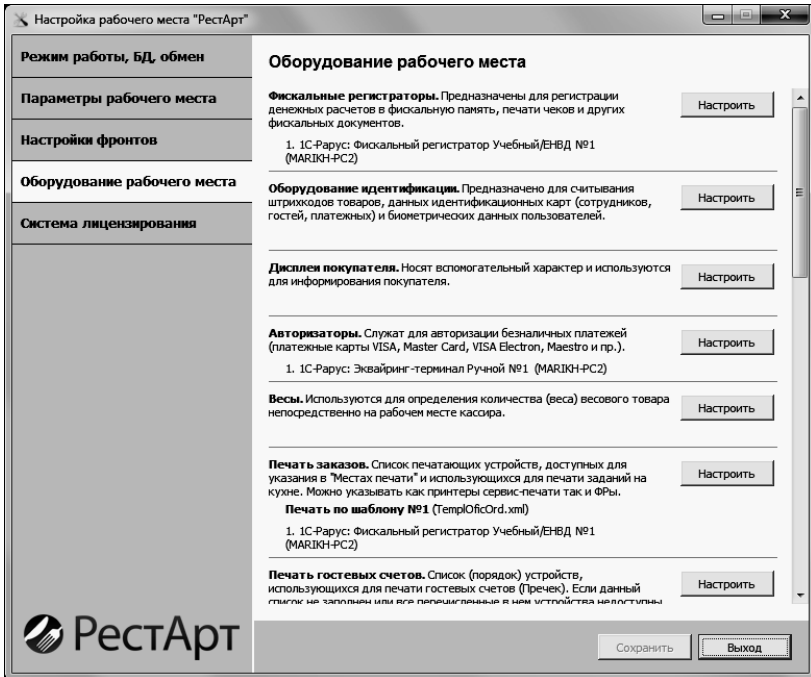 Настройка рабочего места "РестАрт"
Режим работы, БД, обмен
Параметры рабочего места
Настройки фронтов
Оборудование рабочего места
Система лицензирования
Оборудование рабочего места
Фискальные регистраторы. Предназначены для регистрации
денежных расчетов в фискальную память, печати чеков и других
фискальных документов.
Настроить
1. 1С-Рарус: Фискальный регистратор Учебный/ЕНВД №1
(MARIKH-PC2)
Оборудование идентификации. Предназначено для считывания
штрихкодов товаров, данных идентификационных карт (сотрудников,
гостей, платежных) и биометрических данных пользователей.
Настроить
Дисплеи покупателя. Носят вспомогательный характер и используются
для информирования покупателя.
Настроить
Авторизаторы. Служат для авторизации безналичных платежей
(платежные карты VISA, Master Card, VISA Electron, Maestro и пр.).
Настроить
1. 1С-Рарус: Эквайринг-терминал Ручной №1 (MARIKH-PC2)
Весы. Используются для определения количества (веса) весового товара
непосредственно на рабочем месте кассира.
Настроить
Печать заказов. Список печатающих устройств, доступных для
указания в "Местах печати" и использующихся для печати заданий на
кухне. Можно указывать как принтеры сервис-печати так и ФРы.
Настроить
Печать по шаблону №1 (TemplOficOrd.xml)
1. 1С-Рарус: Фискальный регистратор Учебный/ЕНВД №1
(MARIKH-PC2)
Печать гостевых счетов. Список (порядок) устройств,
использующихся для печати гостевых счетов (Пречек). Если данный
список не заполнен или все перечисленные в нем устройства недоступны
Настроить
РестАрт
Сохранить
Выход